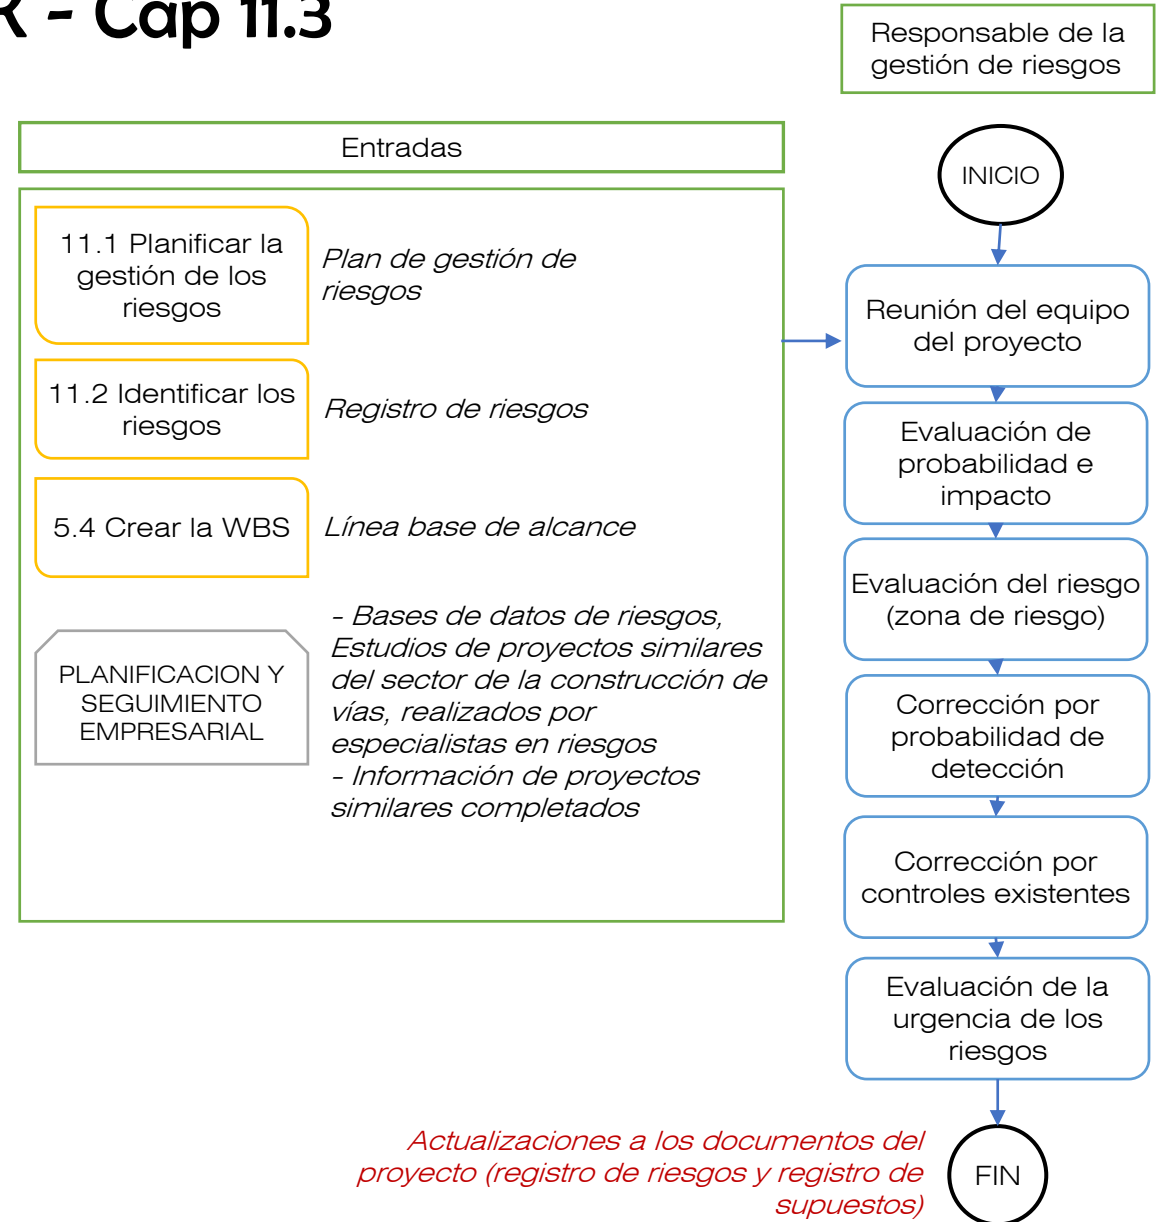 R - Cap 11.3
Responsable de la
gestión de riesgos
Entradas
11.1 Planificar la
gestión de los
riesgos
Plan de gestión de
riesgos
11.2 Identificar los
riesgos
Registro de riesgos
5.4 Crear la WBS
Línea base de alcance
PLANIFICACION Y
SEGUIMIENTO
EMPRESARIAL
- Bases de datos de riesgos,
Estudios de proyectos similares
del sector de la construcción de
vías, realizados por
especialistas en riesgos
- Información de proyectos
similares completados
INICIO
Reunión del equipo
del proyecto
Evaluación de
probabilidad e
impacto
Evaluación del riesgo
(zona de riesgo)
Corrección por
probabilidad de
detección
Corrección por
controles existentes
Evaluación de la
urgencia de los
riesgos
Actualizaciones a los documentos del
proyecto (registro de riesgos y registro de
supuestos)
FIN